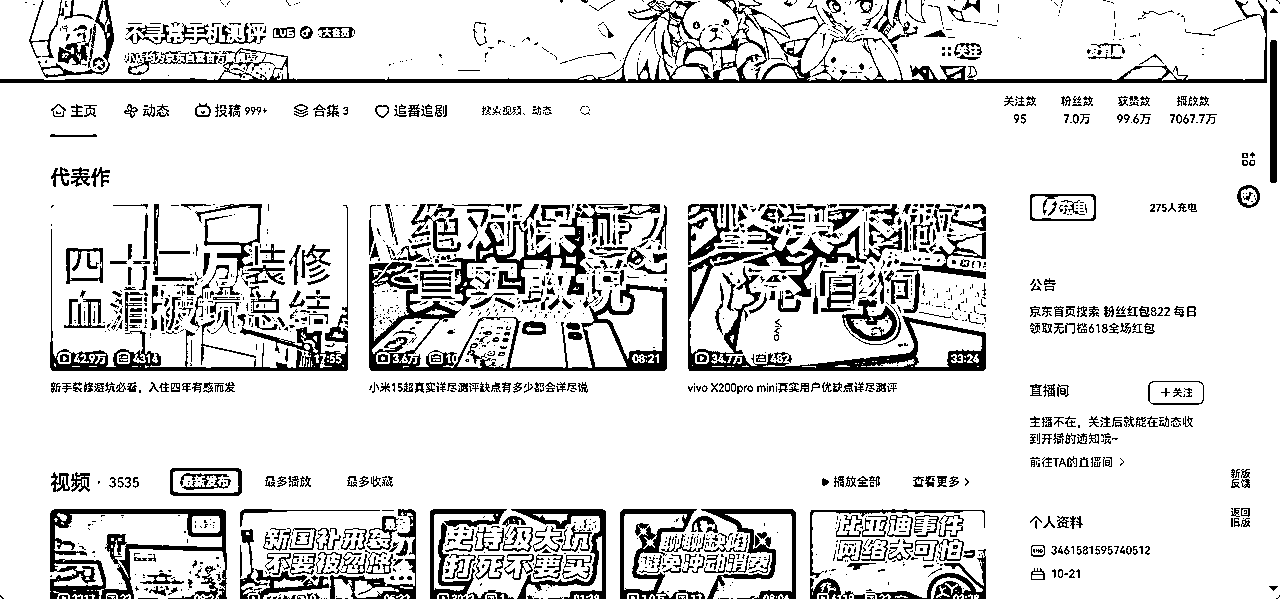 不寻常手机测评 LV6 大会员
关注 发消息
主页 动态 投稿 999+ 合集 3 追番追剧 搜索视频、动态
关注数 粉丝数 获赞数 播放数
95 7.0万 99.6万 7067.7万
代表作
四十二万装修
血泪被坑总结
42.9万 4314 17:55
新手装修避坑必看，入住四年有感而发
绝对保证
真实敢说
3.6万 10 08:21
小米15超真实详尽测评缺点有多少都会详尽说
坚决不做
充值狗
34.7万 482 33:24
vivo X200pro mini真实用户优缺点详尽测评
充电 275人充电
公告
京东首页搜索 粉丝红包822 每日
领取无门槛618全场红包
直播间 + 关注
主播不在，关注后就能在动态收
到开播的通知哦~
前往TA的直播间 >
视频 · 3535 最新发布 最多播放 最多收藏 播放全部 查看更多 >
新国补来袭
不要被忽悠
史诗级大坑
打死不要买
聊聊缺陷
避免冲动消费
比亚迪事件
网络太可怕
个人资料
UID 3461581595740512
10-21
新版
反馈
返回
旧版